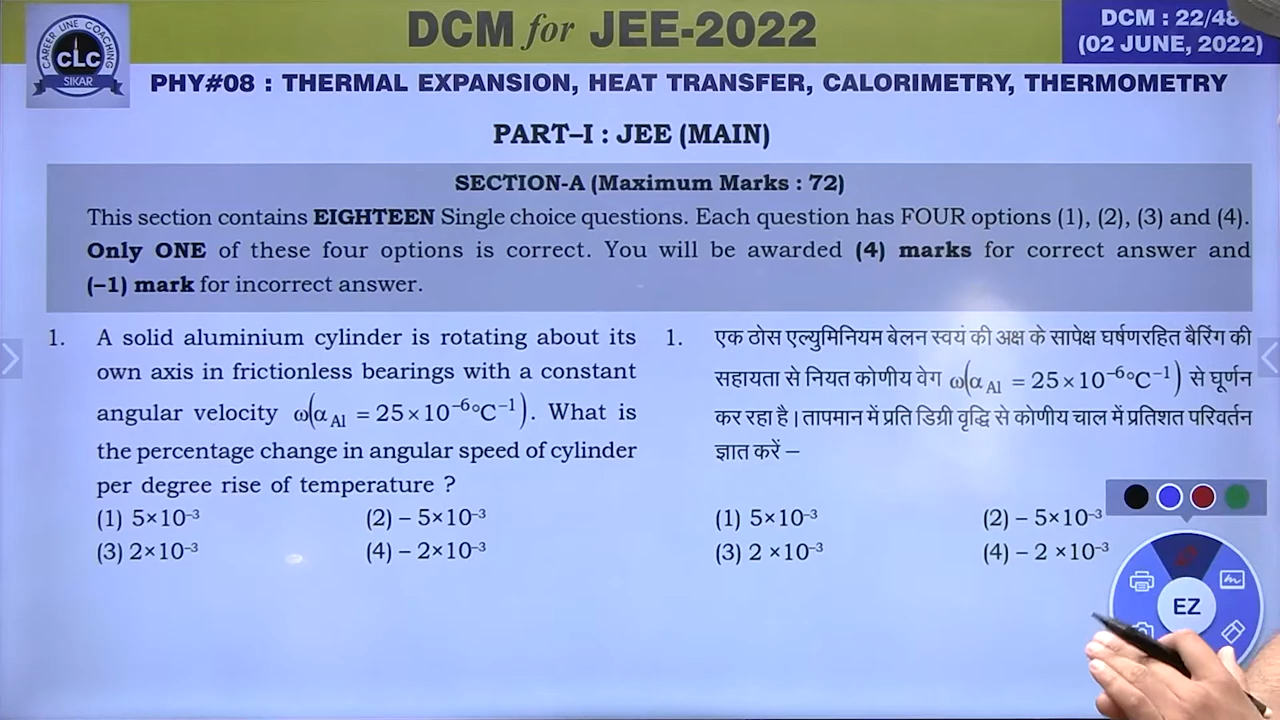 DCM for JEE-2022
DCM : 22/48
(02 JUNE, 2022)
CAREER LINE COACHING
CLC
SIKAR
PHY#08 : THERMAL EXPANSION, HEAT TRANSFER, CALORIMETRY, THERMOMETRY
PART–I : JEE (MAIN)
SECTION-A (Maximum Marks : 72)
This section contains EIGHTEEN Single choice questions. Each question has FOUR options (1), (2), (3) and (4).
Only ONE of these four options is correct. You will be awarded (4) marks for correct answer and
(–1) mark for incorrect answer.
1. A solid aluminium cylinder is rotating about its
own axis in frictionless bearings with a constant
angular velocity ω(α_Al = 25×10⁻⁶°C⁻¹). What is
the percentage change in angular speed of cylinder
per degree rise of temperature ?
(1) 5×10⁻³ (2) – 5×10⁻³
(3) 2×10⁻³ (4) – 2×10⁻³
1. एक ठोस एल्युमिनियम बेलन स्वयं की अक्ष के सापेक्ष घर्षणरहित बैरिंग की
सहायता से नियत कोणीय वेग ω(α_Al = 25×10⁻⁶°C⁻¹) से घूर्णन
कर रहा है। तापमान में प्रति डिग्री वृद्धि से कोणीय चाल में प्रतिशत परिवर्तन
ज्ञात करें –
(1) 5×10⁻³ (2) – 5×10⁻³
(3) 2 ×10⁻³ (4) – 2 ×10⁻³
EZ